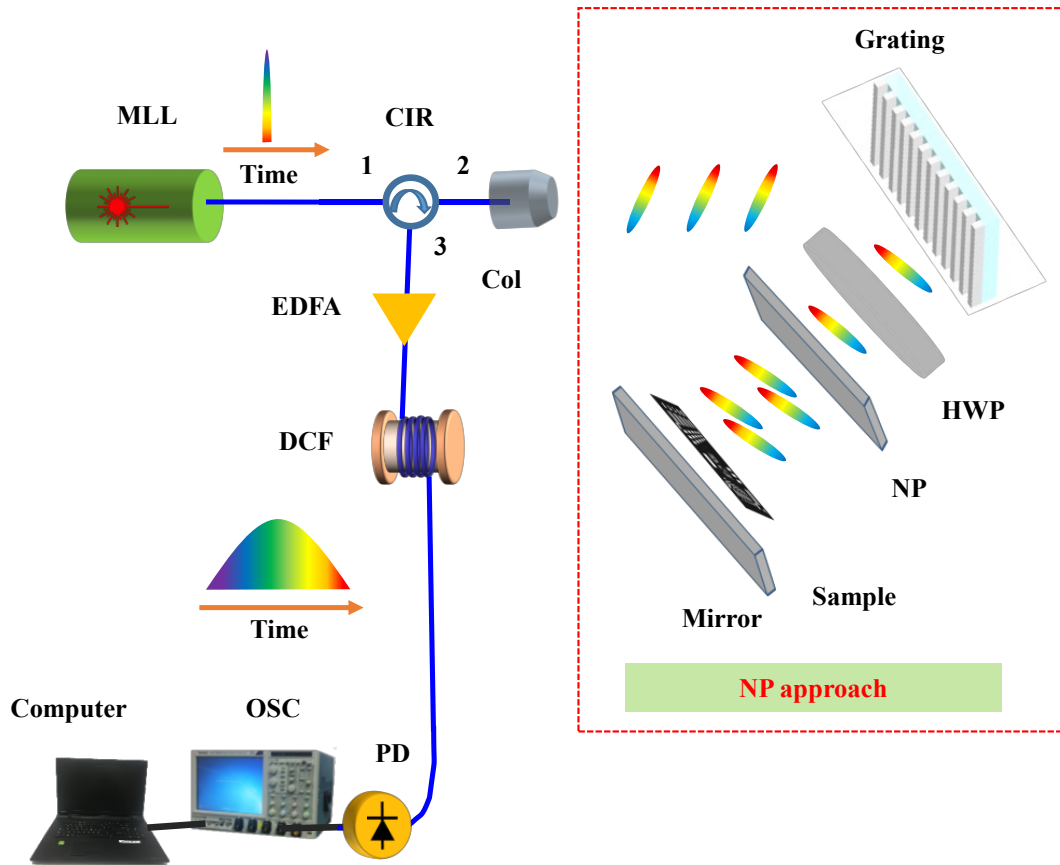 Grating
MLL
CIR
Time
1
2
3
Col
EDFA
HWP
DCF
NP
Sample
Mirror
Time
NP approach
Computer
OSC
PD